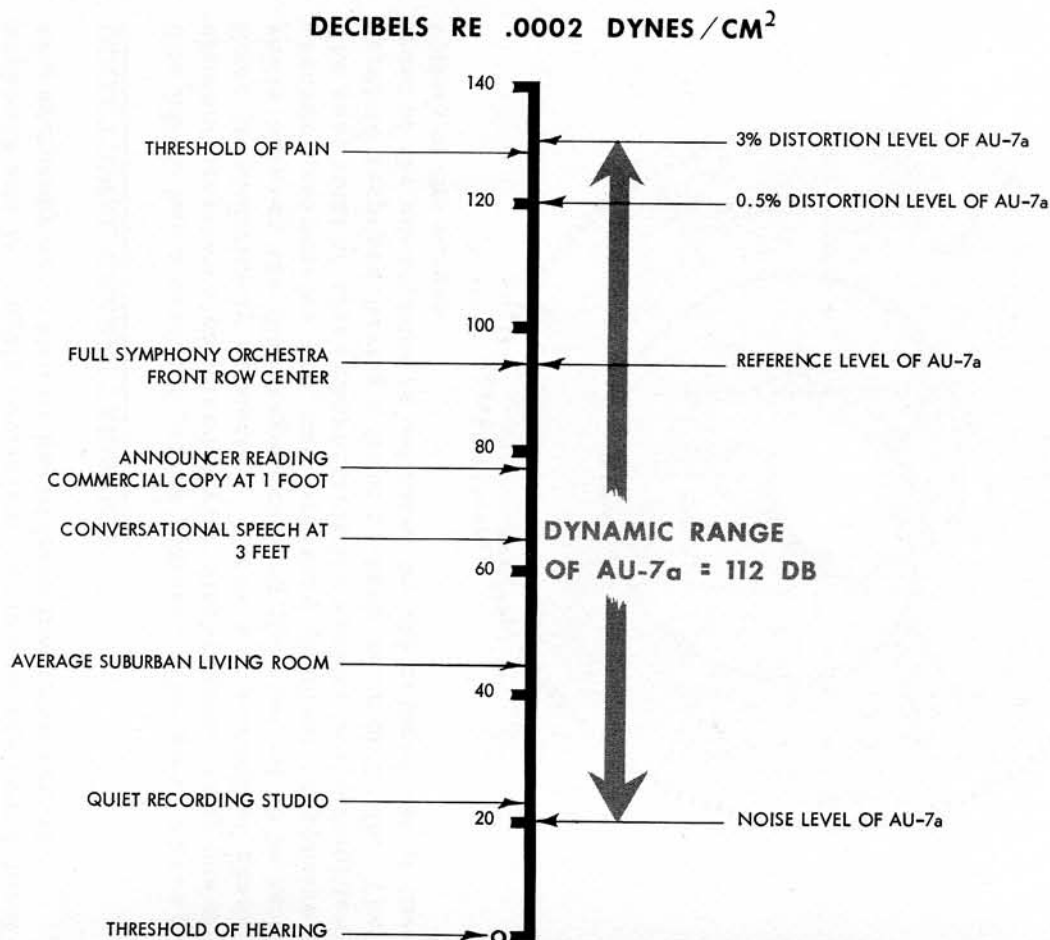 DECIBELS RE .0002 DYNES/CM²
140
THRESHOLD OF PAIN
3% DISTORTION LEVEL OF AU-7a
120
0.5% DISTORTION LEVEL OF AU-7a
100
FULL SYMPHONY ORCHESTRA
FRONT ROW CENTER
REFERENCE LEVEL OF AU-7a
80
ANNOUNCER READING
COMMERCIAL COPY AT 1 FOOT
CONVERSATIONAL SPEECH AT
3 FEET
DYNAMIC RANGE
OF AU-7a = 112 DB
60
AVERAGE SUBURBAN LIVING ROOM
40
QUIET RECORDING STUDIO
20
NOISE LEVEL OF AU-7a
THRESHOLD OF HEARING
0